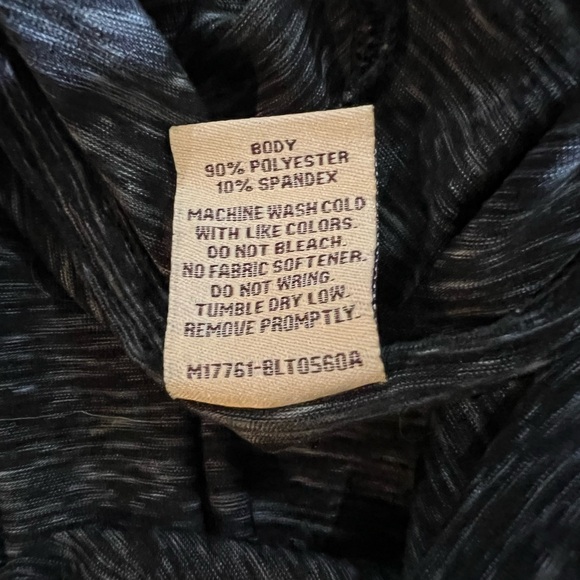 BODY
90% POLYESTER
10% SPANDEX
MACHINE WASH COLD
WITH LIKE COLORS.
DO NOT BLEACH.
NO FABRIC SOFTENER.
DO NOT WRING.
TUMBLE DRY LOW.
REMOVE PROMPTLY.
M17761-BLT0560A